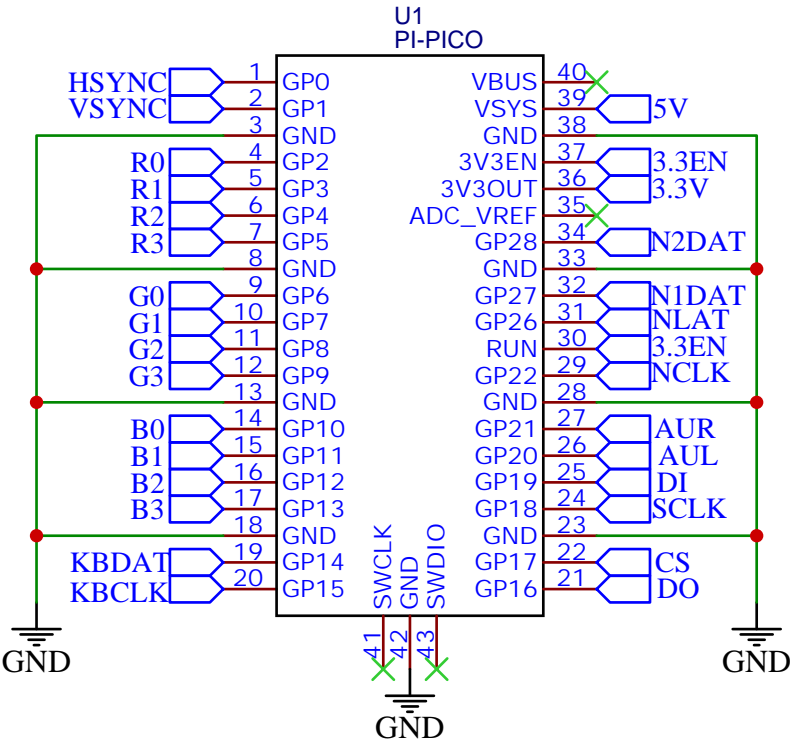 U1
PI-PICO
HSYNC 1 GP0 VBUS 40
VSYNC 2 GP1 VSYS 39 5V
3 GND GND 38
R0 4 GP2 3V3EN 37 3.3EN
R1 5 GP3 3V3OUT 36 3.3V
R2 6 GP4 ADC_VREF 35
R3 7 GP5 GP28 34 N2DAT
8 GND GND 33
G0 9 GP6 GP27 32 N1DAT
G1 10 GP7 GP26 31 NLAT
G2 11 GP8 RUN 30 3.3EN
G3 12 GP9 GP22 29 NCLK
13 GND GND 28
B0 14 GP10 GP21 27 AUR
B1 15 GP11 GP20 26 AUL
B2 16 GP12 GP19 25 DI
B3 17 GP13 GP18 24 SCLK
18 GND GND 23
KBDAT 19 GP14 GP17 22 CS
KBCLK 20 GP15 GP16 21 DO
SWCLK GND SWDIO
41 42 43
GND GND
GND